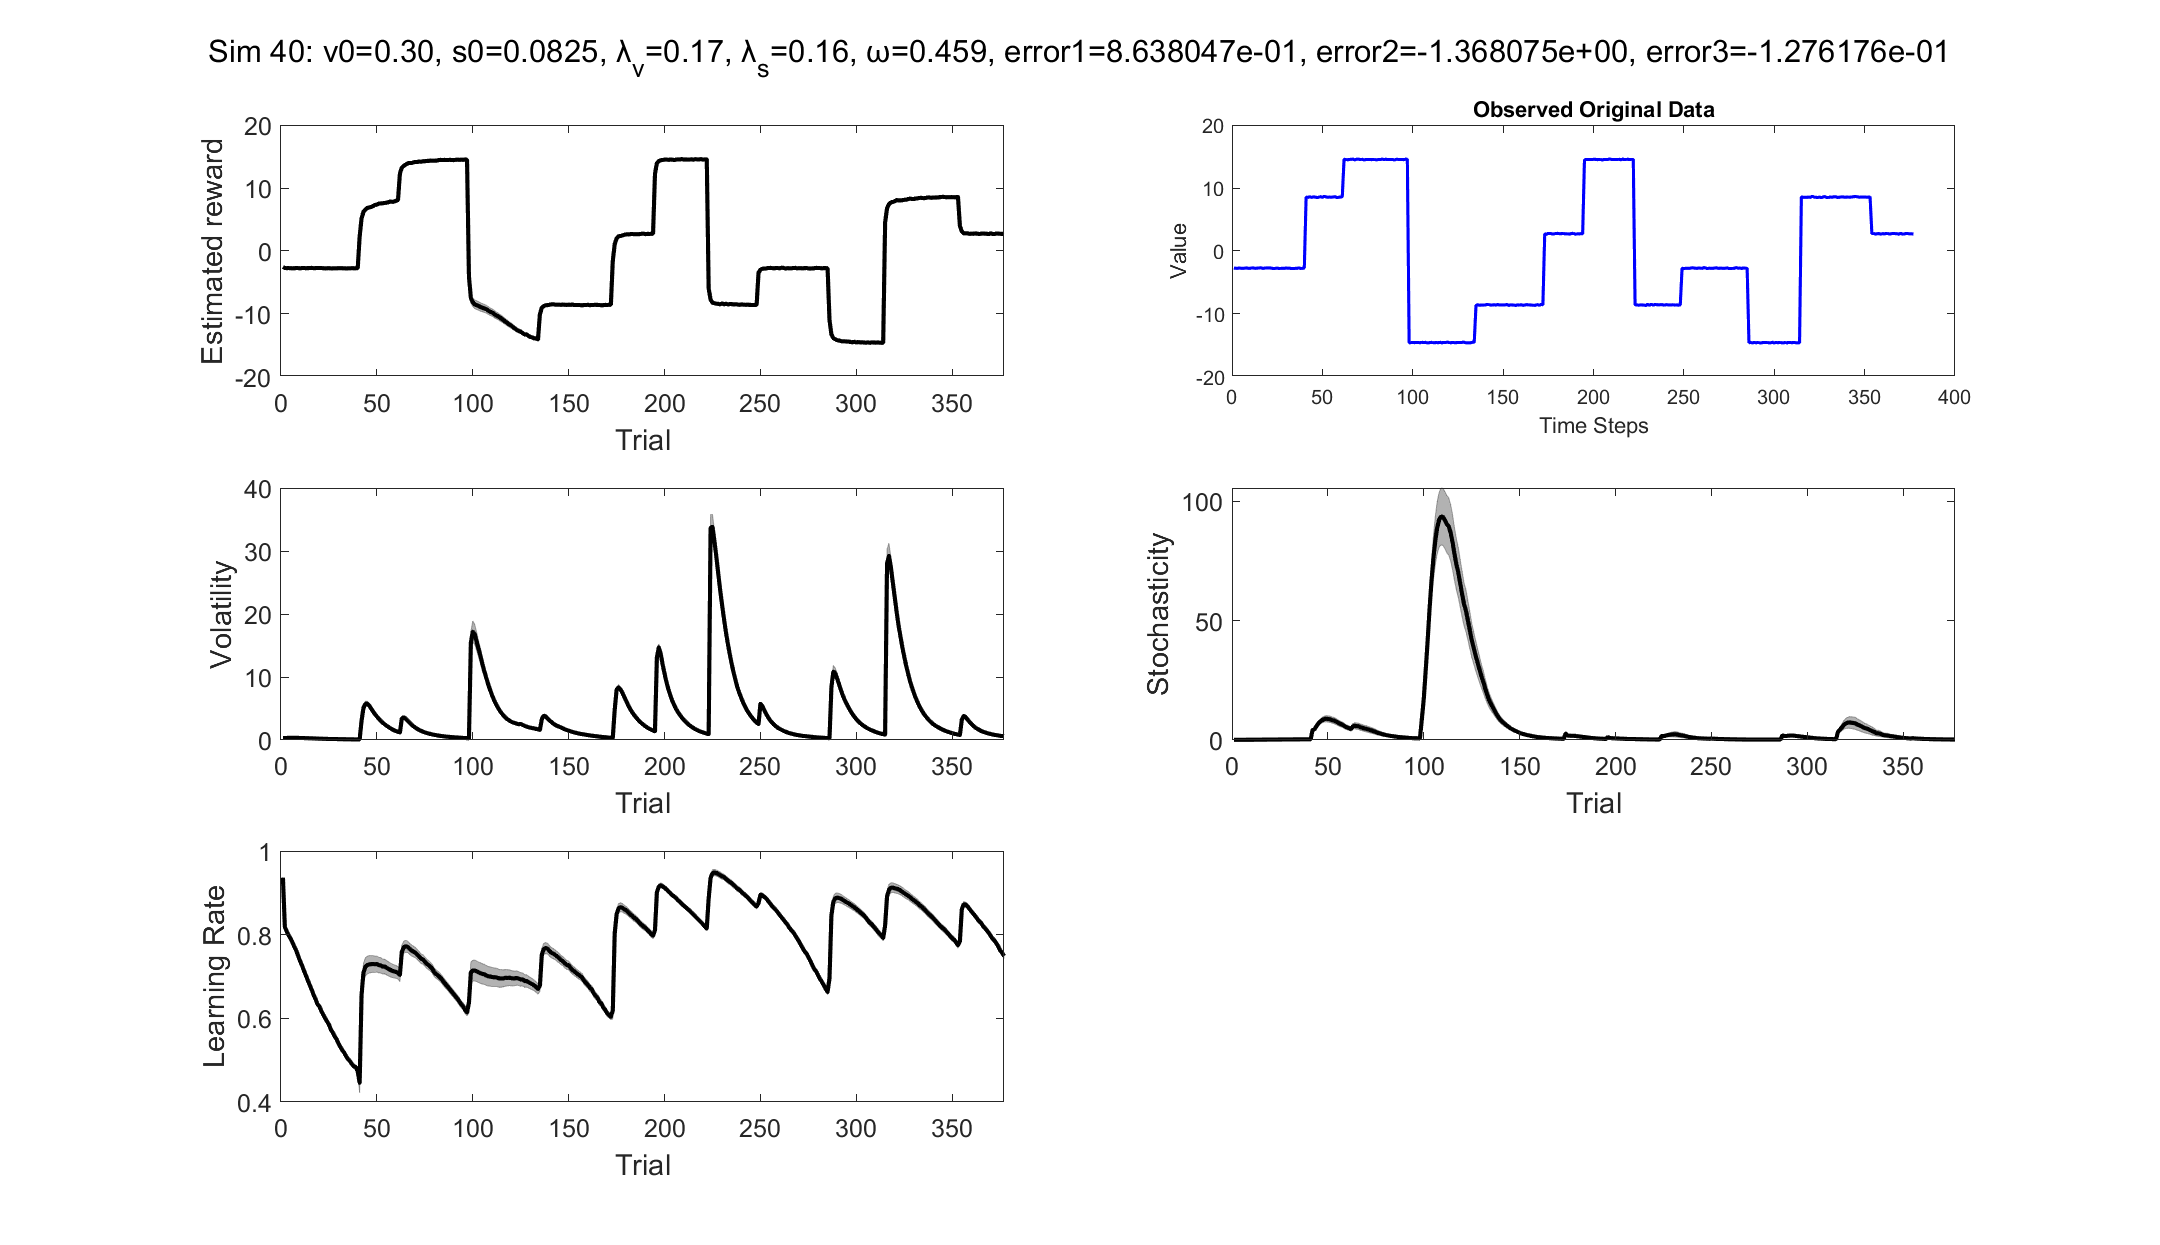 Sim 40: v0=0.30, s0=0.0825, λv=0.17, λs=0.16, ω=0.459, error1=8.638047e-01, error2=-1.368075e+00, error3=-1.276176e-01
Estimated reward
20
10
0
-10
-20
0 50 100 150 200 250 300 350
Trial
Observed Original Data
Value
20
10
0
-10
-20
0 50 100 150 200 250 300 350 400
Time Steps
Volatility
40
30
20
10
0
0 50 100 150 200 250 300 350
Trial
Stochasticity
100
50
0
0 50 100 150 200 250 300 350
Trial
Learning Rate
1
0.8
0.6
0.4
0 50 100 150 200 250 300 350
Trial